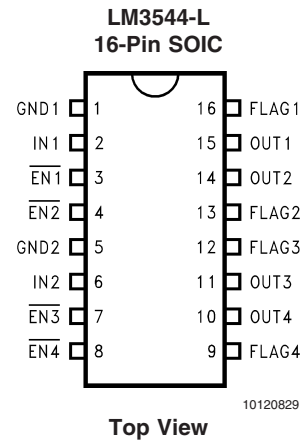 LM3544-L
16-Pin SOIC
GND1 1 16 FLAG1
IN1 2 15 OUT1
EN1 3 14 OUT2
EN2 4 13 FLAG2
GND2 5 12 FLAG3
IN2 6 11 OUT3
EN3 7 10 OUT4
EN4 8 9 FLAG4
10120829
Top View